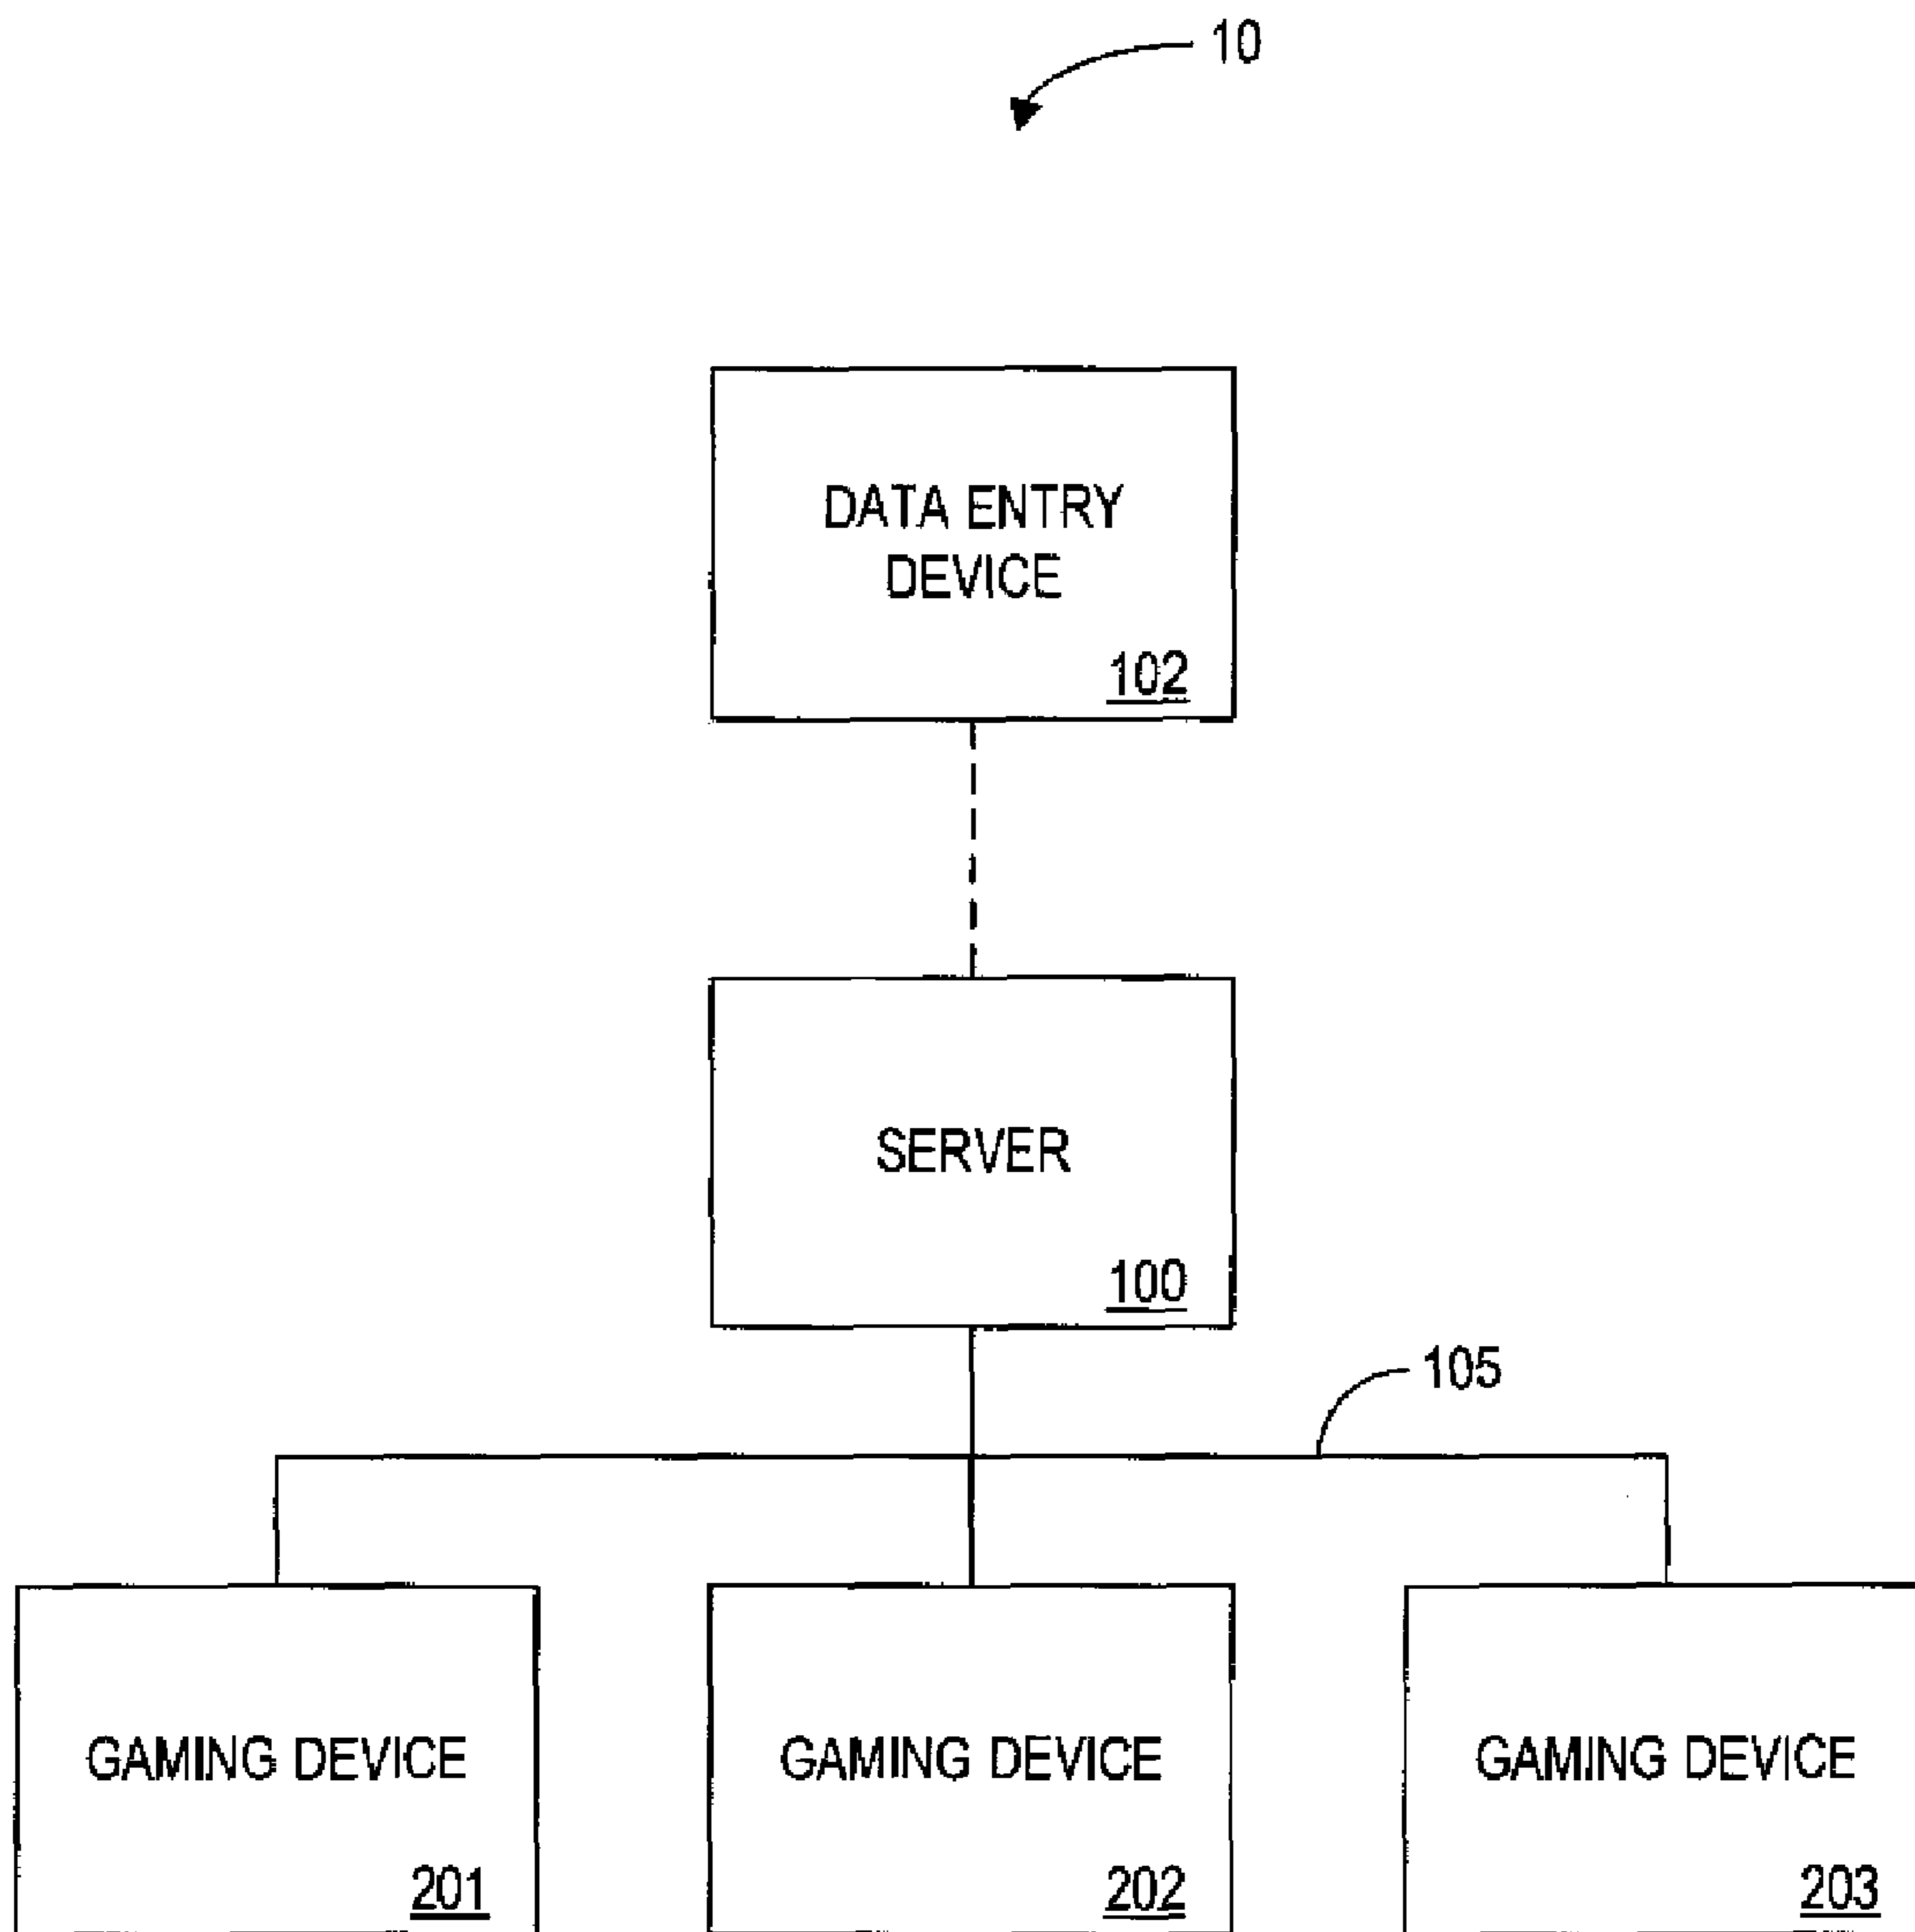 10
DATA ENTRY
DEVICE
102
SERVER
100
105
GAMING DEVICE
201
GAMING DEVICE
202
GAMING DEVICE
203